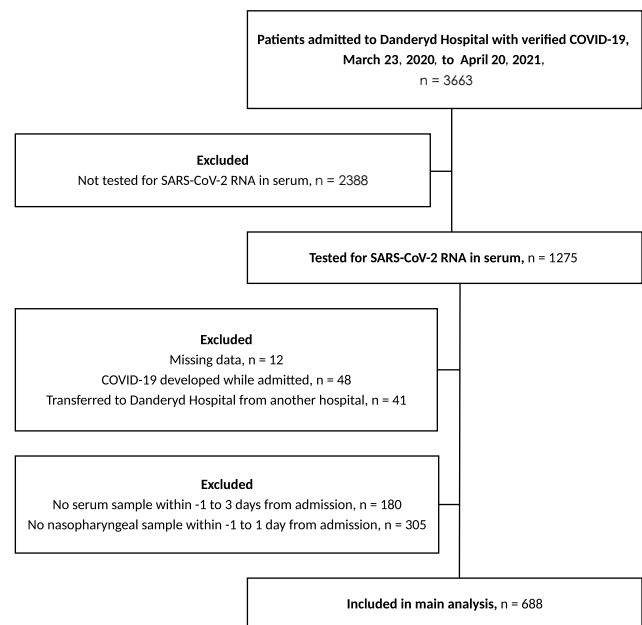 Patients admitted to Danderyd Hospital with verified COVID-19,
March 23, 2020, to April 20, 2021,
n = 3663
Excluded
Not tested for SARS-CoV-2 RNA in serum, n = 2388
Tested for SARS-CoV-2 RNA in serum, n = 1275
Excluded
Missing data, n = 12
COVID-19 developed while admitted, n = 48
Transferred to Danderyd Hospital from another hospital, n = 41
Excluded
No serum sample within -1 to 3 days from admission, n = 180
No nasopharyngeal sample within -1 to 1 day from admission, n = 305
Included in main analysis, n = 688